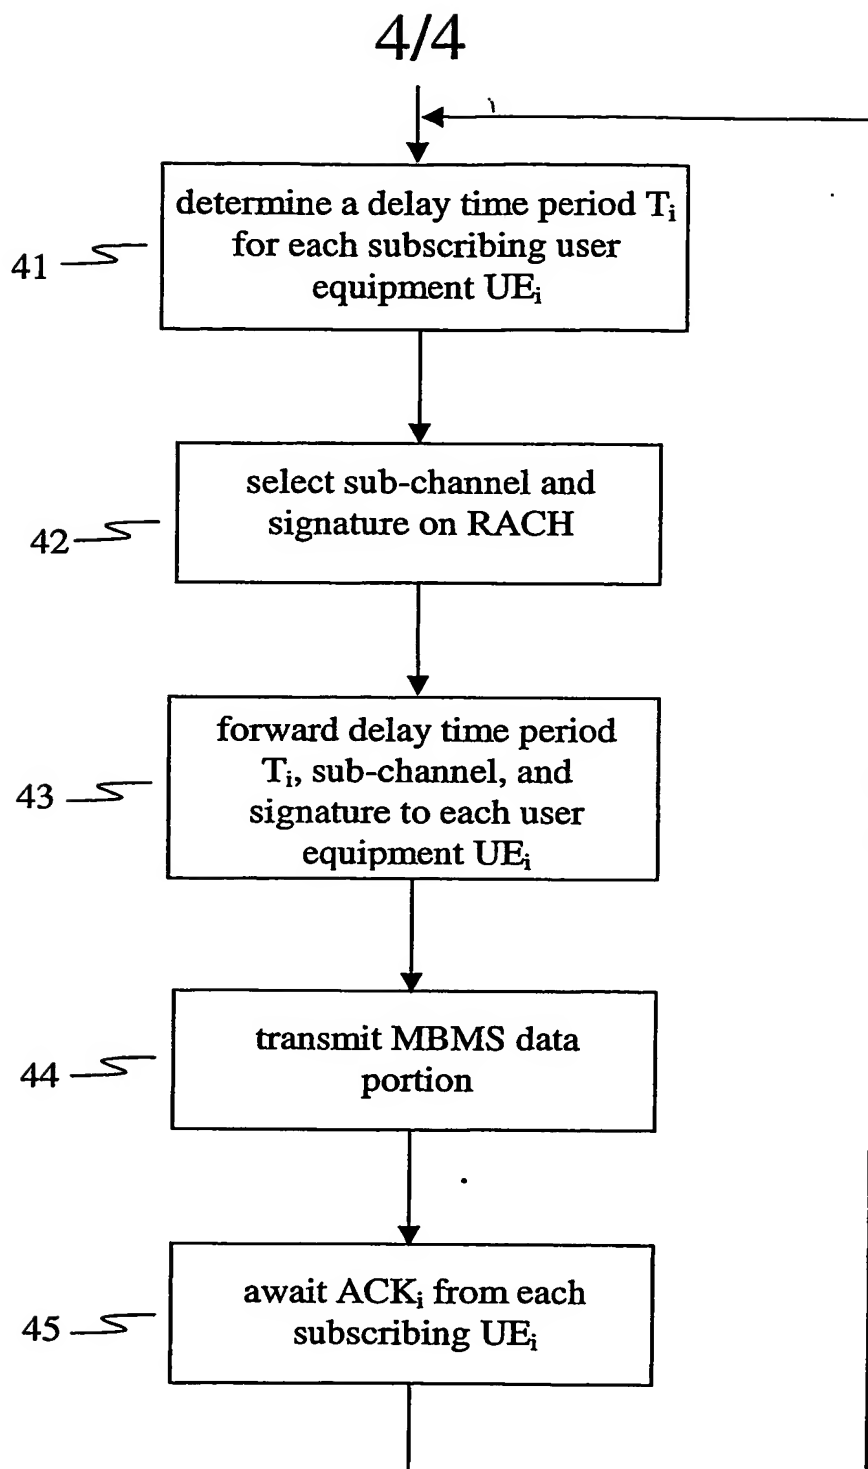 4/4
determine a delay time period Tᵢ
for each subscribing user
equipment UEᵢ
41
select sub-channel and
signature on RACH
42
forward delay time period
Tᵢ, sub-channel, and
signature to each user
equipment UEᵢ
43
transmit MBMS data
portion
44
await ACKᵢ from each
subscribing UEᵢ
45